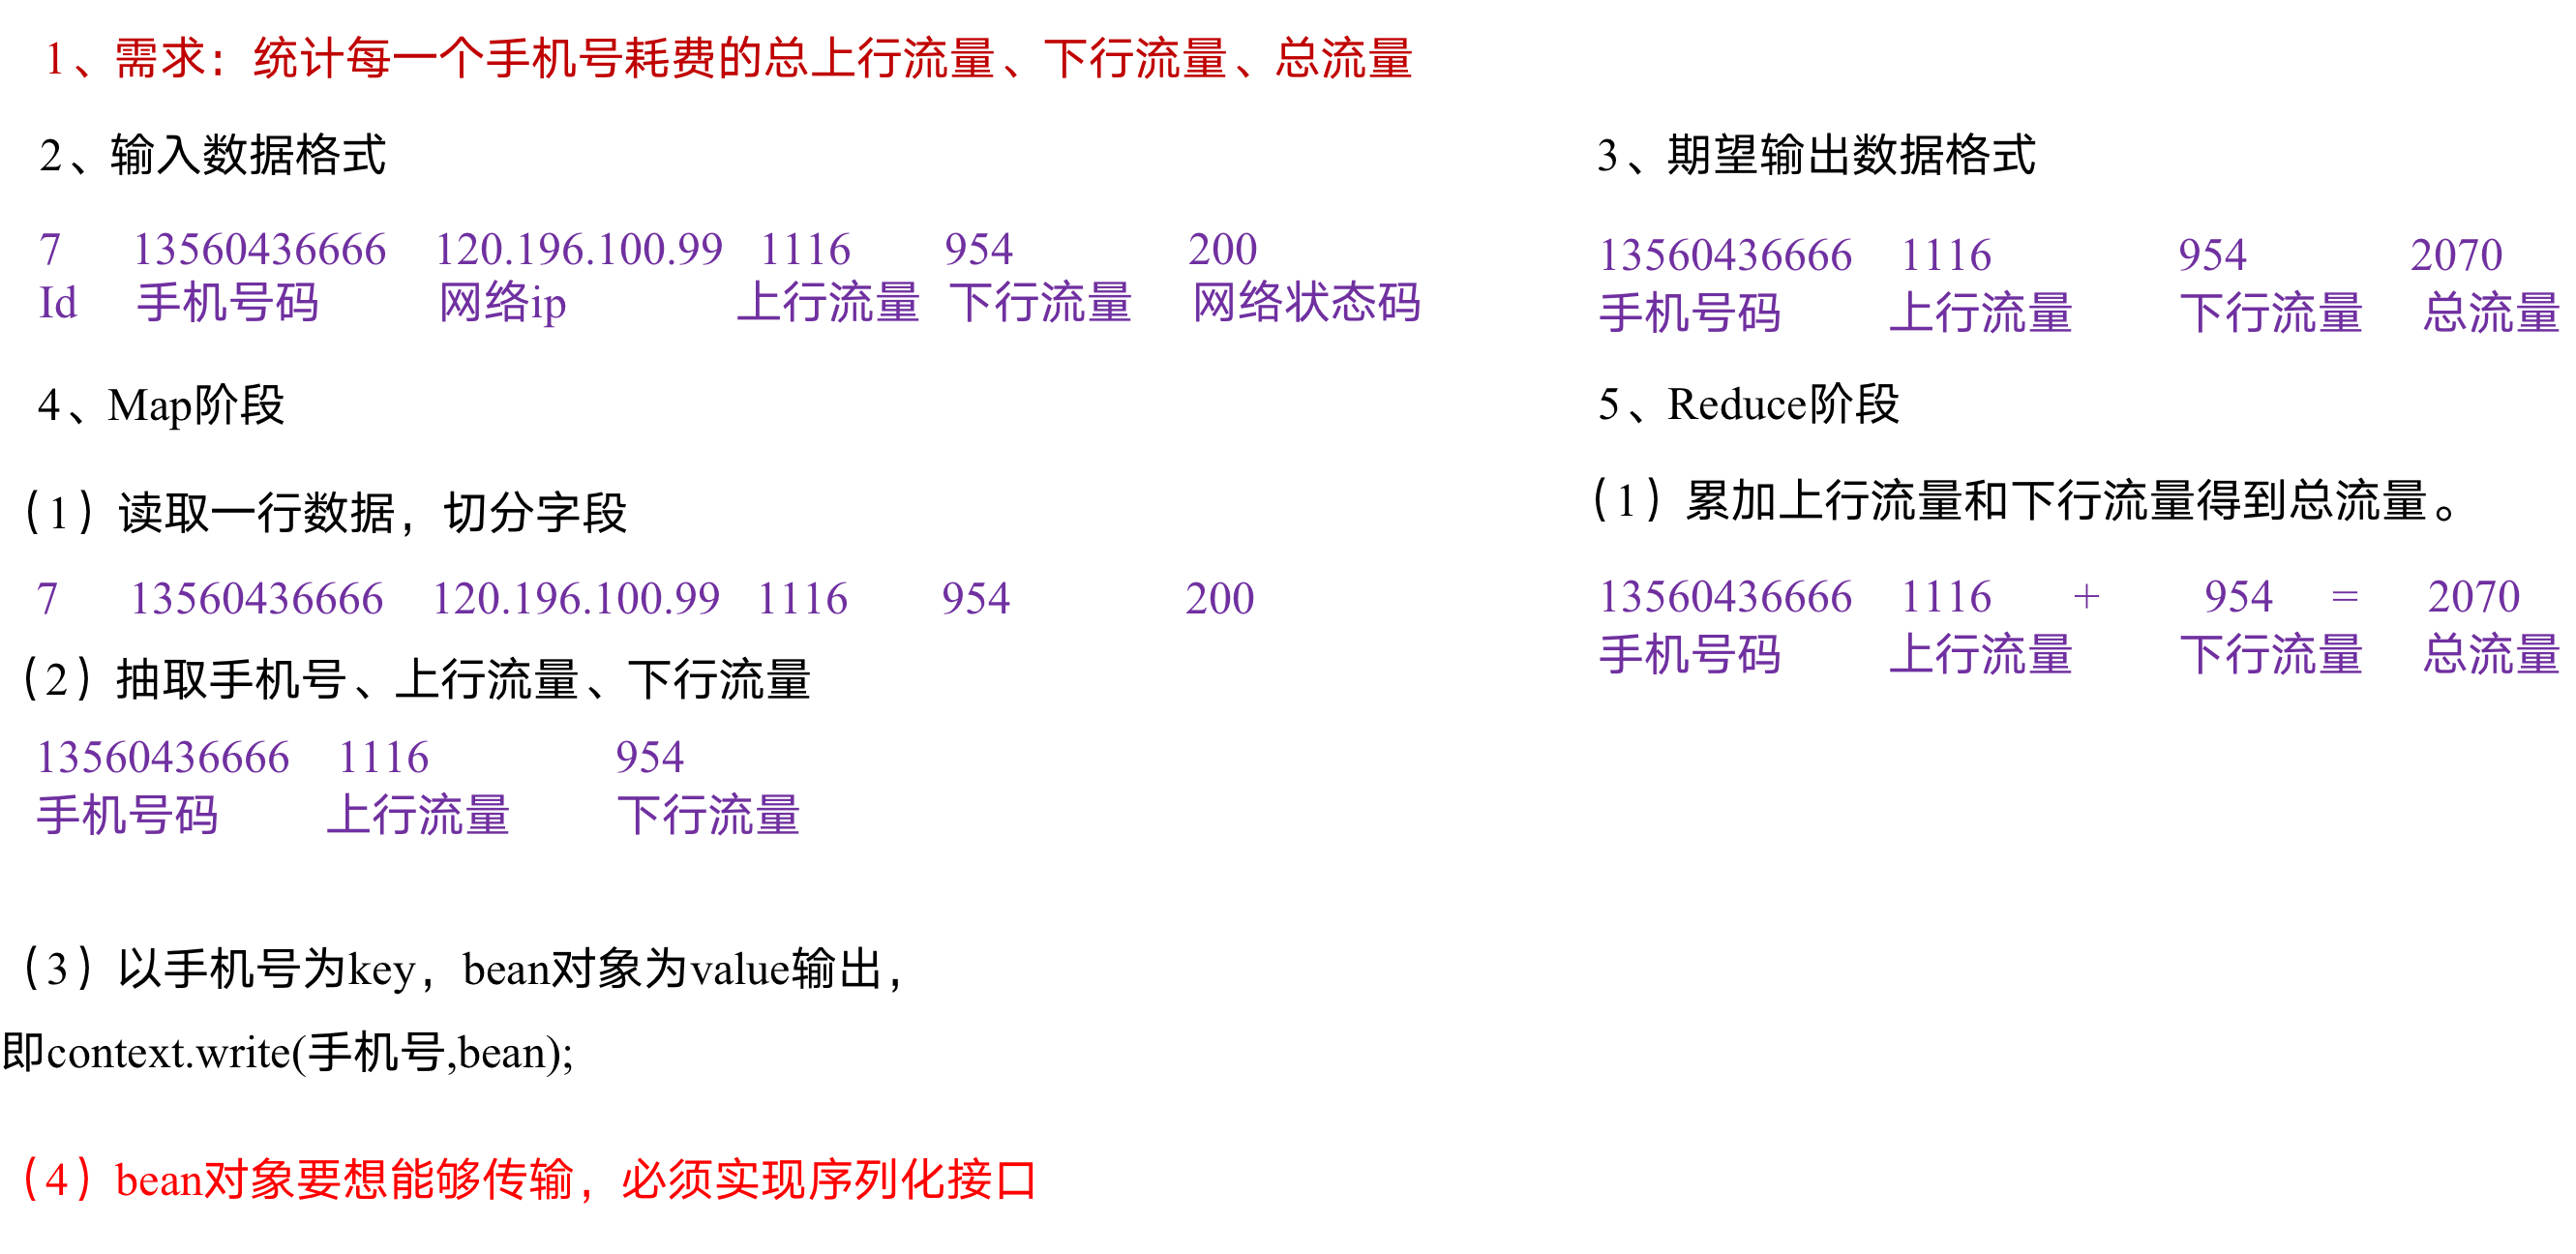 1、需求：统计每一个手机号耗费的总上行流量、下行流量、总流量
2、输入数据格式
7 13560436666 120.196.100.99 1116 954 200
Id 手机号码 网络ip 上行流量 下行流量 网络状态码
3、期望输出数据格式
13560436666 1116 954 2070
手机号码 上行流量 下行流量 总流量
4、Map阶段
（1）读取一行数据，切分字段
7 13560436666 120.196.100.99 1116 954 200
（2）抽取手机号、上行流量、下行流量
13560436666 1116 954
手机号码 上行流量 下行流量
（3）以手机号为key，bean对象为value输出，
即context.write(手机号,bean);
（4）bean对象要想能够传输，必须实现序列化接口
5、Reduce阶段
（1）累加上行流量和下行流量得到总流量。
13560436666 1116 + 954 = 2070
手机号码 上行流量 下行流量 总流量